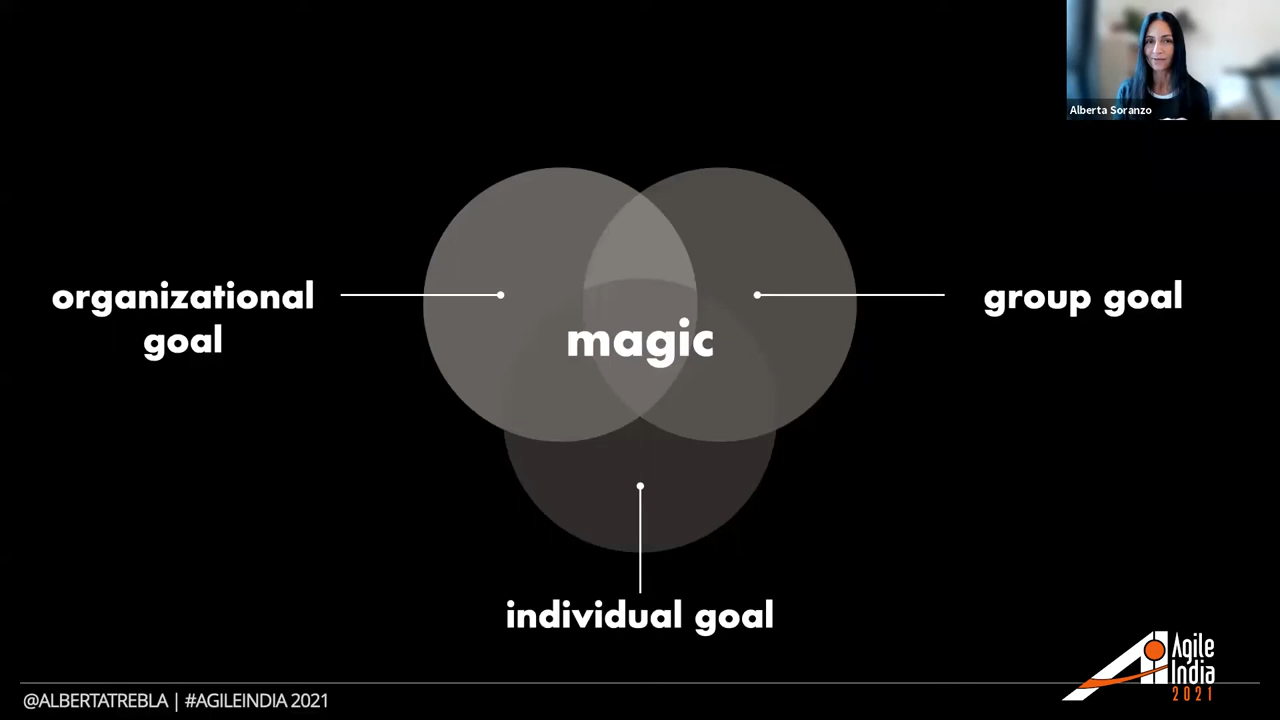 Alberta Soranzo
organizational
goal
group goal
magic
individual goal
@ALBERTATREBLA | #AGILEINDIA 2021
Agile
India
2021